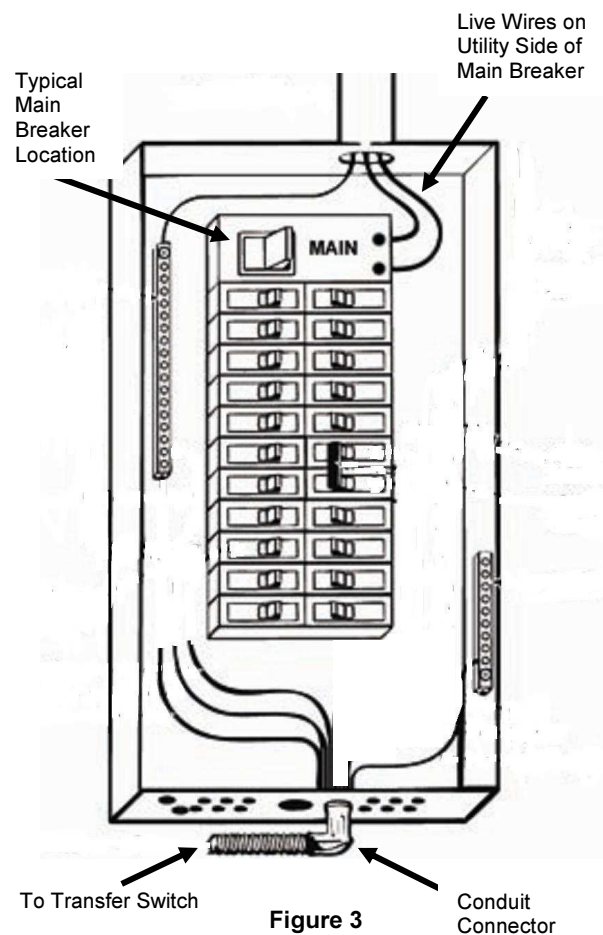 Live Wires on
Utility Side of
Main Breaker
Typical
Main
Breaker
Location
MAIN
To Transfer Switch
Conduit
Connector
Figure 3